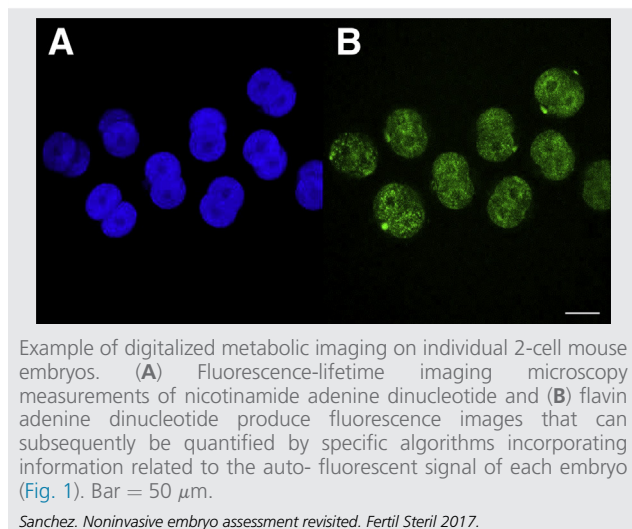 A
B
Example of digitalized metabolic imaging on individual 2-cell mouse
embryos. (A) Fluorescence-lifetime imaging microscopy
measurements of nicotinamide adenine dinucleotide and (B) flavin
adenine dinucleotide produce fluorescence images that can
subsequently be quantified by specific algorithms incorporating
information related to the auto- fluorescent signal of each embryo
(Fig. 1). Bar = 50 μm.
Sanchez. Noninvasive embryo assessment revisited. Fertil Steril 2017.